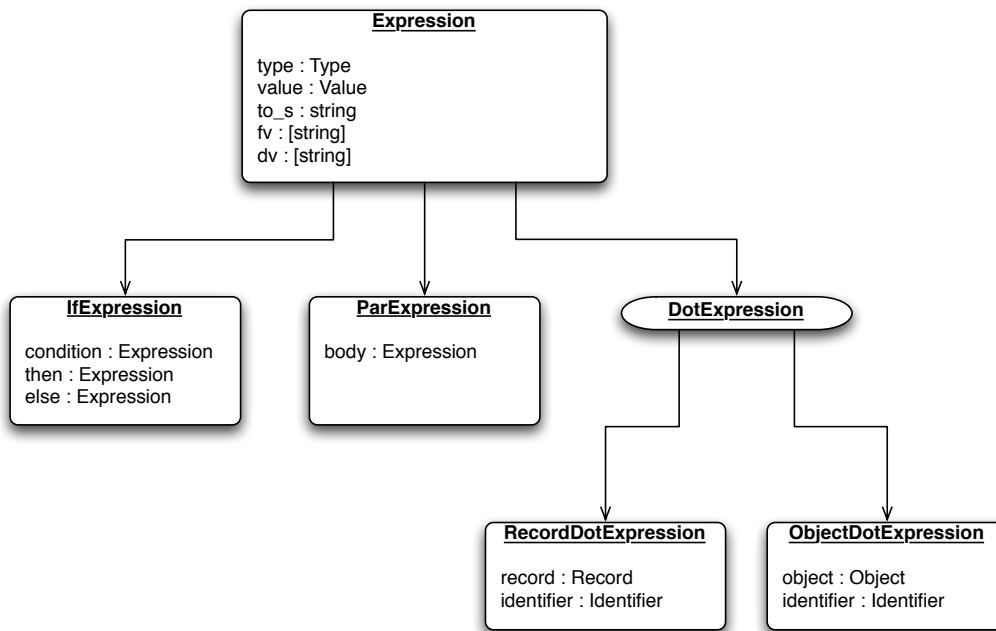 Expression
type : Type
value : Value
to_s : string
fv : [string]
dv : [string]
IfExpression
condition : Expression
then : Expression
else : Expression
ParExpression
body : Expression
DotExpression
RecordDotExpression
record : Record
identifier : Identifier
ObjectDotExpression
object : Object
identifier : Identifier